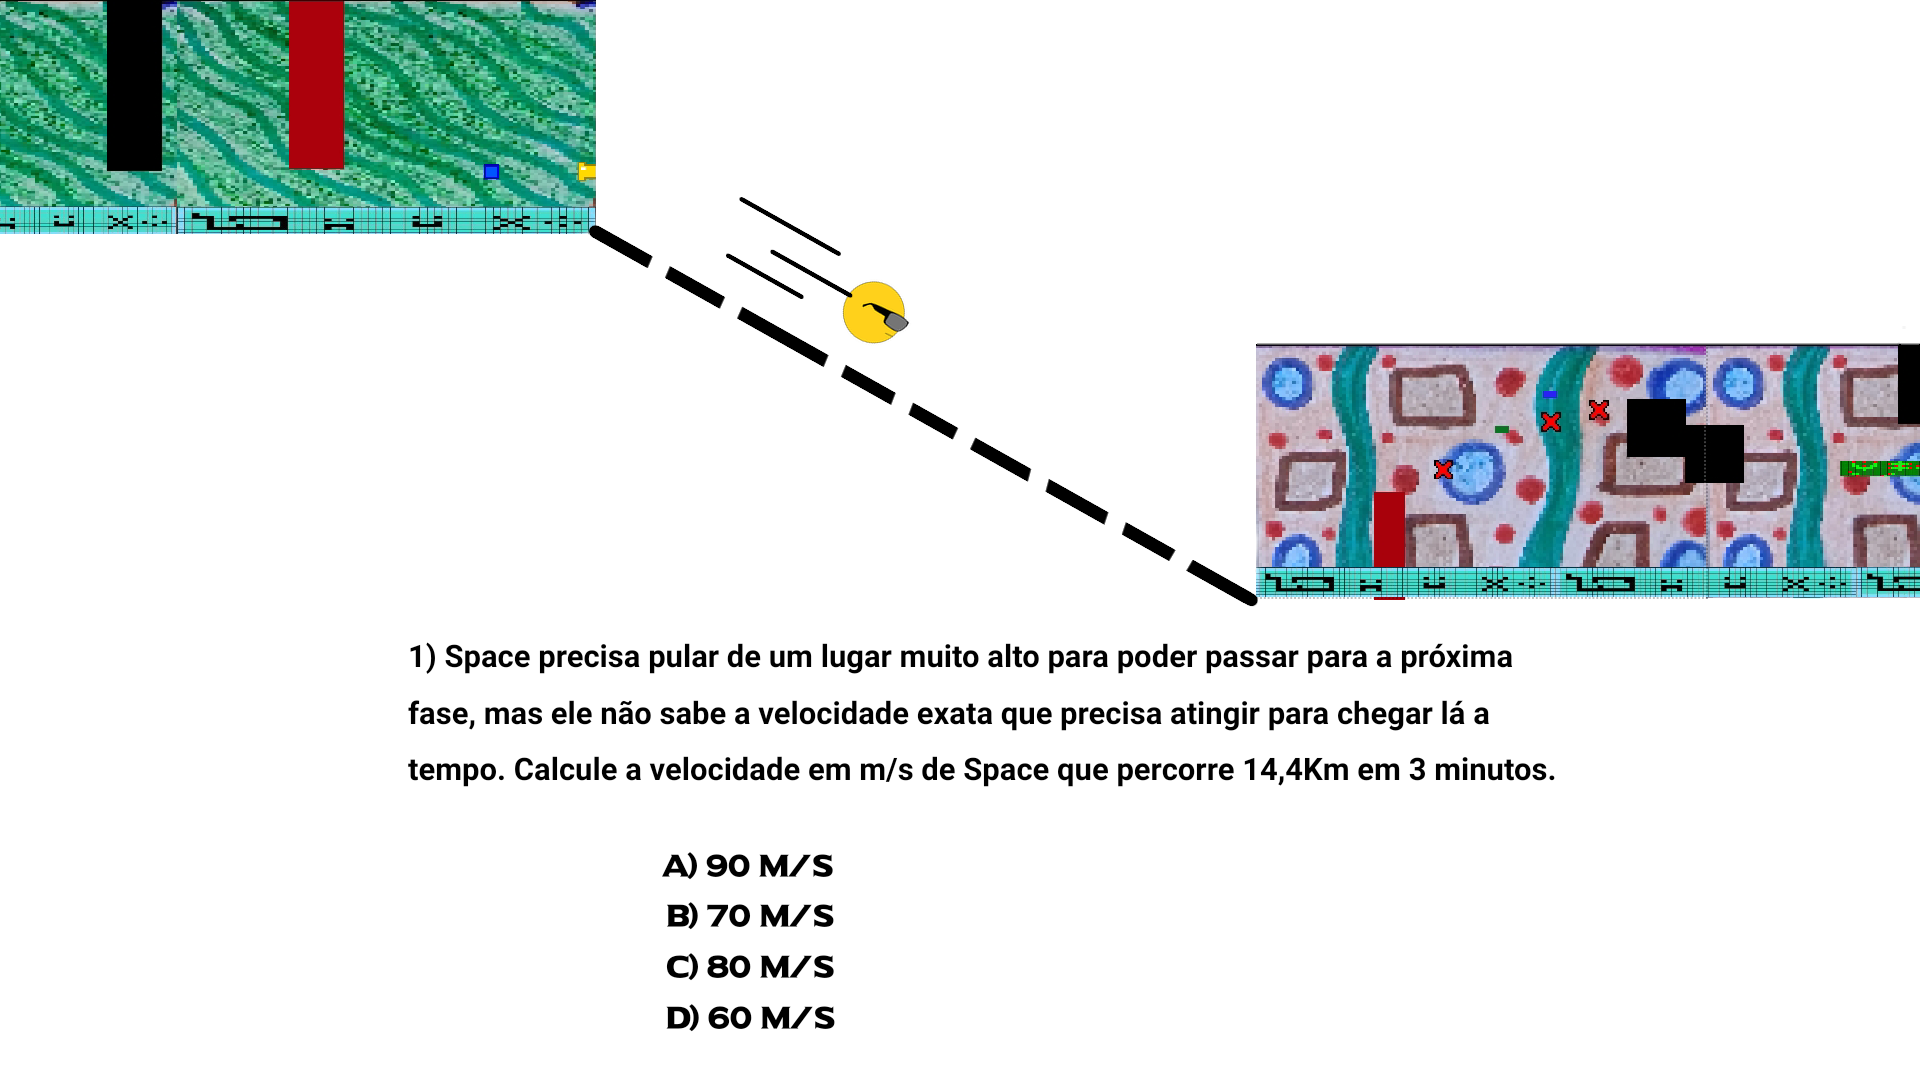 1) Space precisa pular de um lugar muito alto para poder passar para a próxima
fase, mas ele não sabe a velocidade exata que precisa atingir para chegar lá a
tempo. Calcule a velocidade em m/s de Space que percorre 14,4Km em 3 minutos.
A) 90 M/S
B) 70 M/S
C) 80 M/S
D) 60 M/S